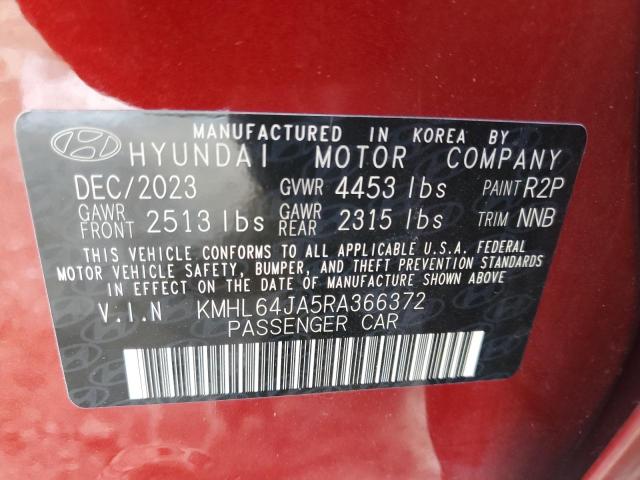 MANUFACTURED IN KOREA BY
HYUNDAI MOTOR COMPANY
DEC/2023 GVWR 4453 lbs PAINT R2P
GAWR FRONT 2513 lbs GAWR REAR 2315 lbs TRIM NNB
THIS VEHICLE CONFORMS TO ALL APPLICABLE U.S.A. FEDERAL
MOTOR VEHICLE SAFETY, BUMPER, AND THEFT PREVENTION STANDARDS
IN EFFECT ON THE DATE OF MANUFACTURE SHOWN ABOVE
V.I.N KMHL64JA5RA366372
PASSENGER CAR